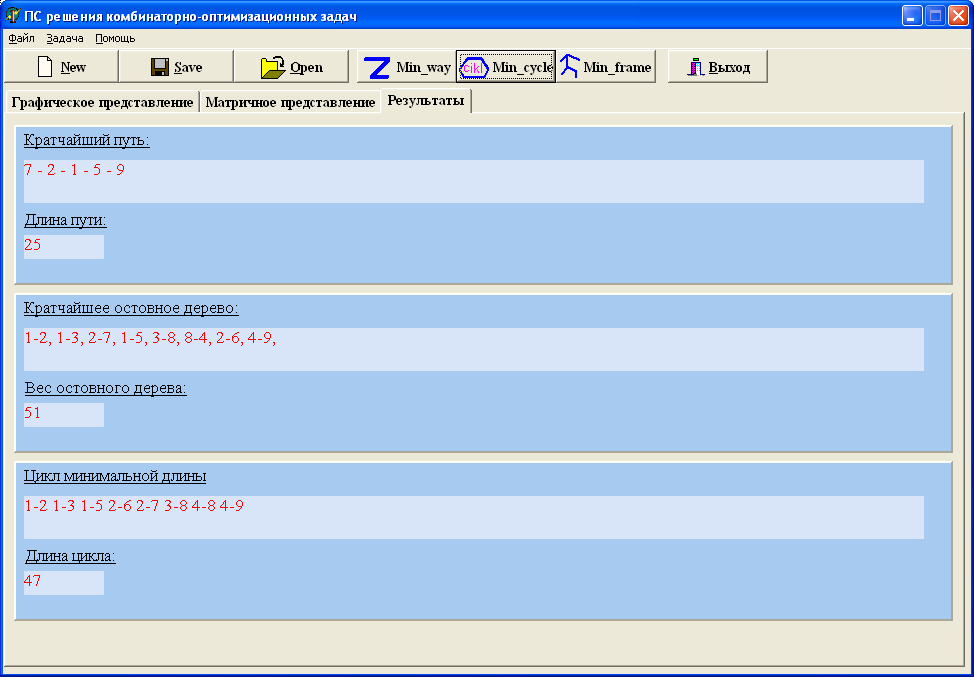 ПС решения комбинаторно-оптимизационных задач
Файл Задача Помощь
New Save Open Min_way cikl Min_cycle Min_frame Выход
Графическое представление Матричное представление Результаты
Кратчайший путь:
7 - 2 - 1 - 5 - 9
Длина пути:
25
Кратчайшее остовное дерево:
1-2, 1-3, 2-7, 1-5, 3-8, 8-4, 2-6, 4-9,
Вес остовного дерева:
51
Цикл минимальной длины
1-2 1-3 1-5 2-6 2-7 3-8 4-8 4-9
Длина цикла:
47